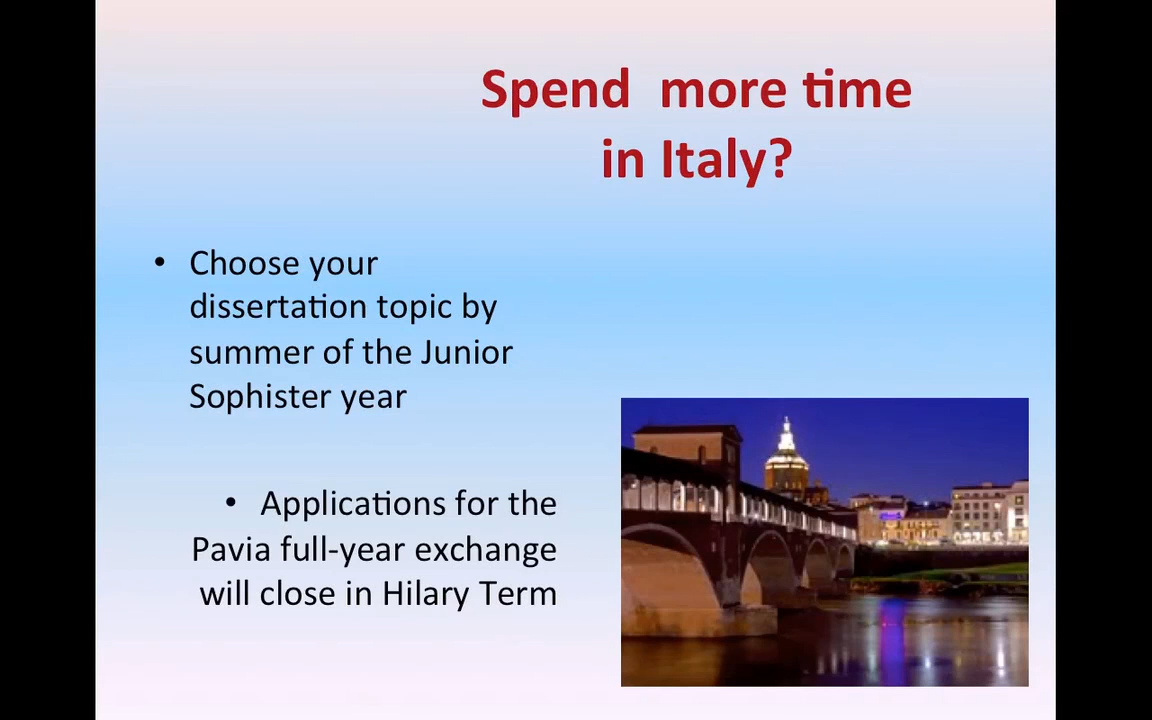 Spend more time
in Italy?
• Choose your
dissertation topic by
summer of the Junior
Sophister year
• Applications for the
Pavia full-year exchange
will close in Hilary Term